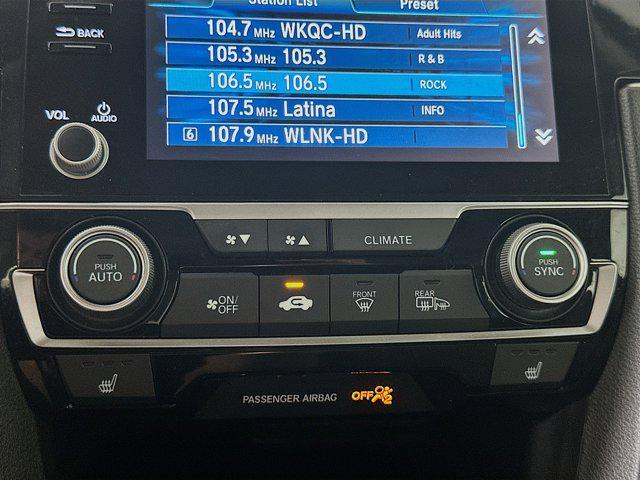 Station List Preset
BACK
104.7 MHz WKQC-HD Adult Hits
105.3 MHz 105.3 R & B
106.5 MHz 106.5 ROCK
107.5 MHz Latina INFO
6 107.9 MHz WLNK-HD
VOL AUDIO
CLIMATE
PUSH AUTO
PUSH SYNC
ON/OFF
FRONT
REAR
PASSENGER AIRBAG OFF 2